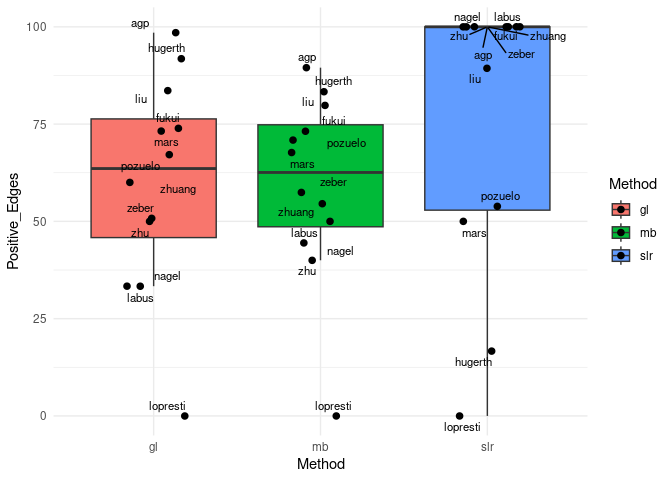 100
75
50
25
0
Positive_Edges
agp
hugerth
liu
fukui
mars
pozuelo
zhuang
zeber
zhu
nagel
labus
lopresti
agp
hugerth
liu
fukui
pozuelo
mars
zeber
zhuang
labus
nagel
zhu
lopresti
nagel
labus
zhu
fukui
zhuang
agp
zeber
liu
pozuelo
mars
hugerth
lopresti
gl
mb
slr
Method
Method
gl
mb
slr